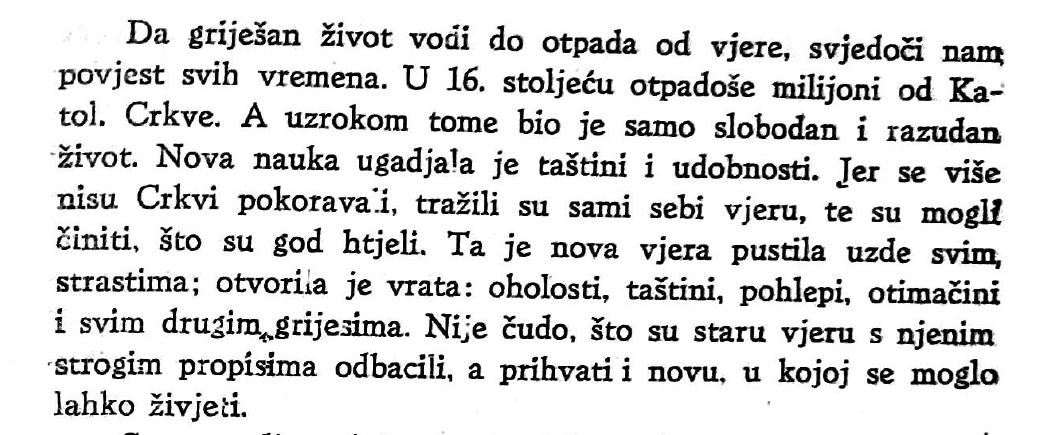 Da griješan život vodi do otpada od vjere, svjedoči nam
povjest svih vremena. U 16. stoljeću otpadoše milijoni od Ka-
tol. Crkve. A uzrokom tome bio je samo slobodan i razudan
život. Nova nauka ugadjala je taštini i udobnosti. Jer se više
nisu Crkvi pokoravali, tražili su sami sebi vjeru, te su mogli
činiti, što su god htjeli. Ta je nova vjera pustila uzde svim
strastima; otvorila je vrata: oholosti, taštini, pohlepi, otimačini
i svim drugim grijesima. Nije čudo, što su staru vjeru s njenim
strogim propisima odbacili, a prihvatili novu, u kojoj se moglo
lahko živjeti.